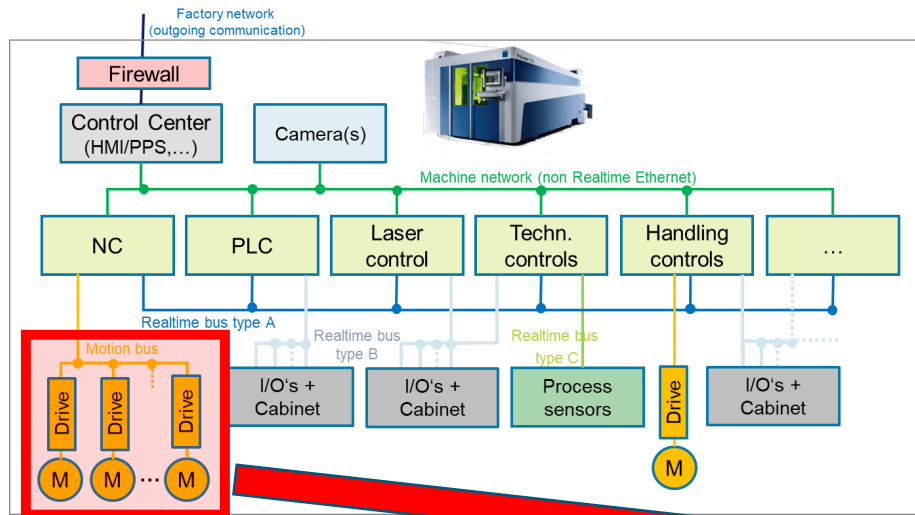 Factory network
(outgoing communication)
Firewall
Control Center
(HMI/PPS,...)
Camera(s)
Machine network (non Realtime Ethernet)
NC
PLC
Laser
control
Techn.
controls
Handling
controls
...
Realtime bus type A
Realtime bus
type B
Realtime bus
type C
Motion bus
Drive
Drive
Drive
M
M
...
M
I/O‘s +
Cabinet
I/O‘s +
Cabinet
Process
sensors
Drive
M
I/O‘s +
Cabinet